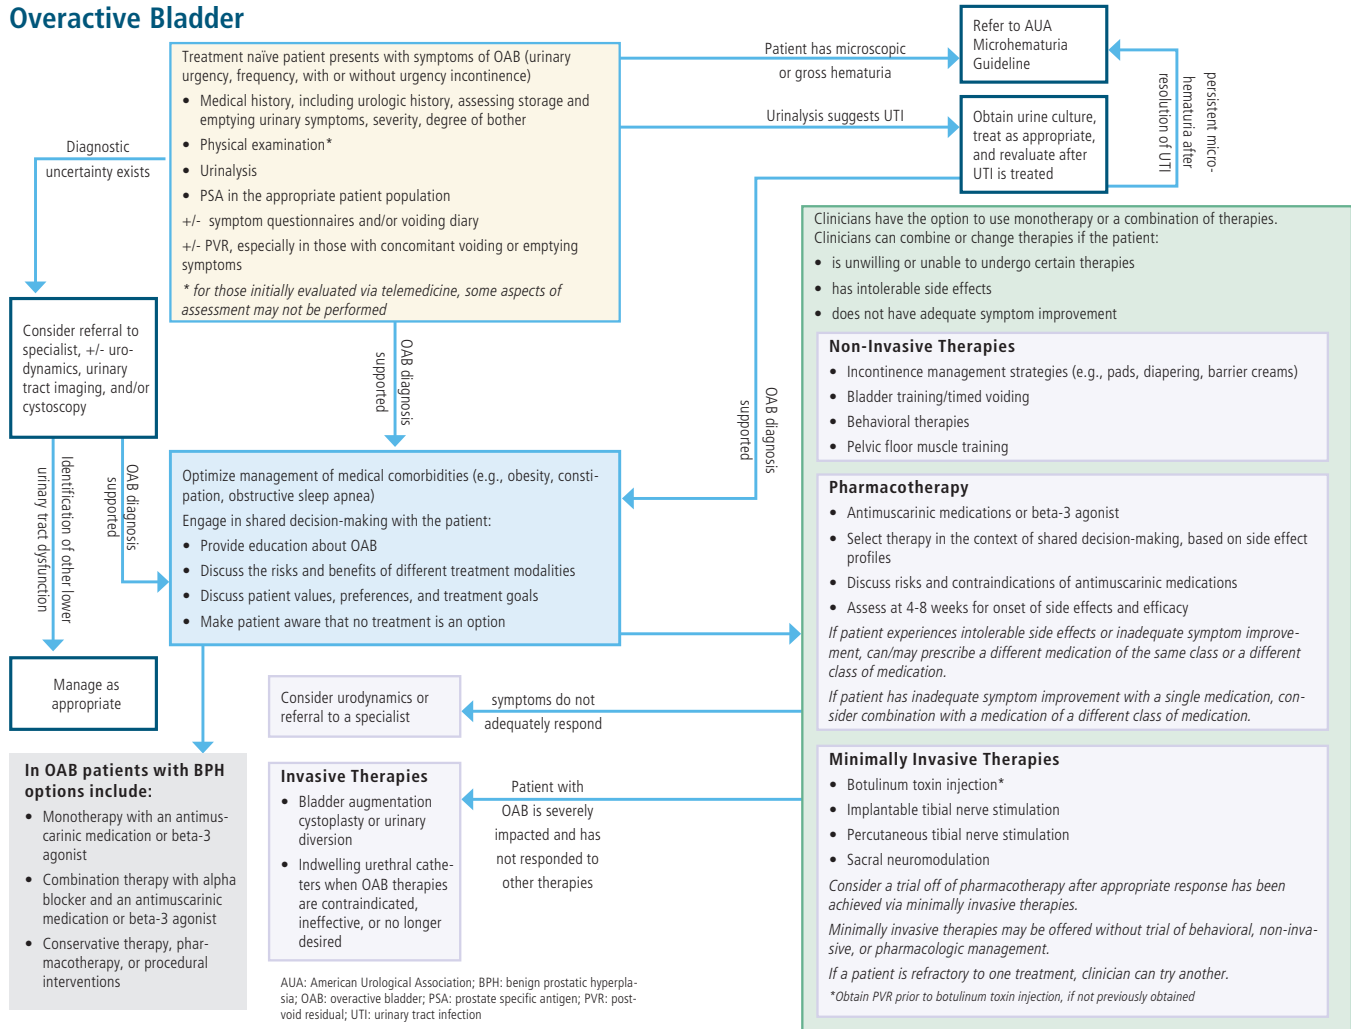 Overactive Bladder
Treatment naïve patient presents with symptoms of OAB (urinary
urgency, frequency, with or without urgency incontinence)
• Medical history, including urologic history, assessing storage and
emptying urinary symptoms, severity, degree of bother
• Physical examination*
• Urinalysis
• PSA in the appropriate patient population
+/- symptom questionnaires and/or voiding diary
+/- PVR, especially in those with concomitant voiding or emptying
symptoms
* for those initially evaluated via telemedicine, some aspects of
assessment may not be performed
Patient has microscopic
or gross hematuria
Refer to AUA
Microhematuria
Guideline
Urinalysis suggests UTI
Obtain urine culture,
treat as appropriate,
and revaluate after
UTI is treated
persistent micro-
hematuria after
resolution of UTI
Diagnostic
uncertainty exists
Consider referral to
specialist, +/- uro-
dynamics, urinary
tract imaging, and/or
cystoscopy
OAB diagnosis
supported
OAB diagnosis
supported
Identification of other lower
urinary tract dysfunction
OAB diagnosis
supported
Manage as
appropriate
Optimize management of medical comorbidities (e.g., obesity, consti-
pation, obstructive sleep apnea)
Engage in shared decision-making with the patient:
• Provide education about OAB
• Discuss the risks and benefits of different treatment modalities
• Discuss patient values, preferences, and treatment goals
• Make patient aware that no treatment is an option
Clinicians have the option to use monotherapy or a combination of therapies.
Clinicians can combine or change therapies if the patient:
• is unwilling or unable to undergo certain therapies
• has intolerable side effects
• does not have adequate symptom improvement
Non-Invasive Therapies
• Incontinence management strategies (e.g., pads, diapering, barrier creams)
• Bladder training/timed voiding
• Behavioral therapies
• Pelvic floor muscle training
Pharmacotherapy
• Antimuscarinic medications or beta-3 agonist
• Select therapy in the context of shared decision-making, based on side effect
profiles
• Discuss risks and contraindications of antimuscarinic medications
• Assess at 4-8 weeks for onset of side effects and efficacy
If patient experiences intolerable side effects or inadequate symptom improve-
ment, can/may prescribe a different medication of the same class or a different
class of medication.
If patient has inadequate symptom improvement with a single medication, con-
sider combination with a medication of a different class of medication.
Minimally Invasive Therapies
• Botulinum toxin injection*
• Implantable tibial nerve stimulation
• Percutaneous tibial nerve stimulation
• Sacral neuromodulation
Consider a trial off of pharmacotherapy after appropriate response has been
achieved via minimally invasive therapies.
Minimally invasive therapies may be offered without trial of behavioral, non-inva-
sive, or pharmacologic management.
If a patient is refractory to one treatment, clinician can try another.
*Obtain PVR prior to botulinum toxin injection, if not previously obtained
symptoms do not
adequately respond
Consider urodynamics or
referral to a specialist
Patient with
OAB is severely
impacted and has
not responded to
other therapies
Invasive Therapies
• Bladder augmentation
cystoplasty or urinary
diversion
• Indwelling urethral cathe-
ters when OAB therapies
are contraindicated,
ineffective, or no longer
desired
In OAB patients with BPH
options include:
• Monotherapy with an antimus-
carinic medication or beta-3
agonist
• Combination therapy with alpha
blocker and an antimuscarinic
medication or beta-3 agonist
• Conservative therapy, phar-
macotherapy, or procedural
interventions
AUA: American Urological Association; BPH: benign prostatic hyperpla-
sia; OAB: overactive bladder; PSA: prostate specific antigen; PVR: post-
void residual; UTI: urinary tract infection